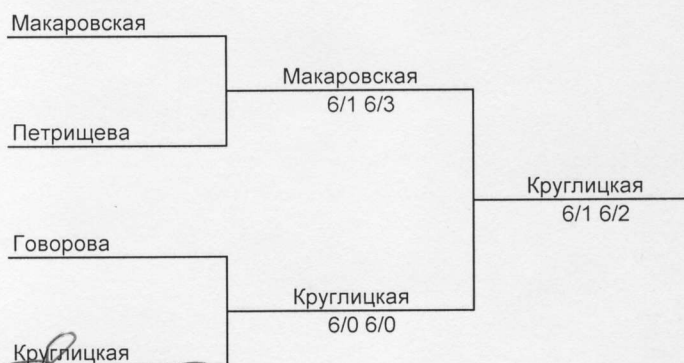 Макаровская
Макаровская
6/1 6/3
Петрищева
Круглицкая
6/1 6/2
Говорова
Круглицкая
6/0 6/0
Круглицкая